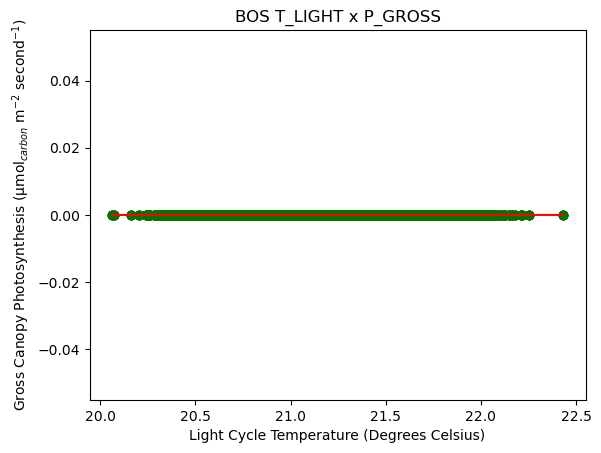 BOS T_LIGHT x P_GROSS
Gross Canopy Photosynthesis (μmol_carbon m⁻² second⁻¹)
0.04
0.02
0.00
−0.02
−0.04
20.0 20.5 21.0 21.5 22.0 22.5
Light Cycle Temperature (Degrees Celsius)